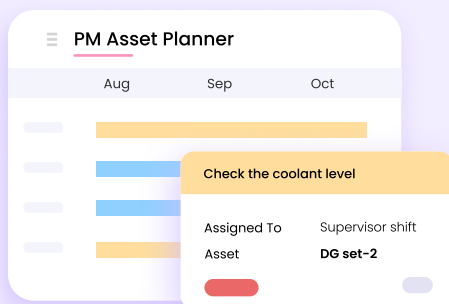 PM Asset Planner
Aug Sep Oct
Check the coolant level
Assigned To Supervisor shift
Asset DG set-2